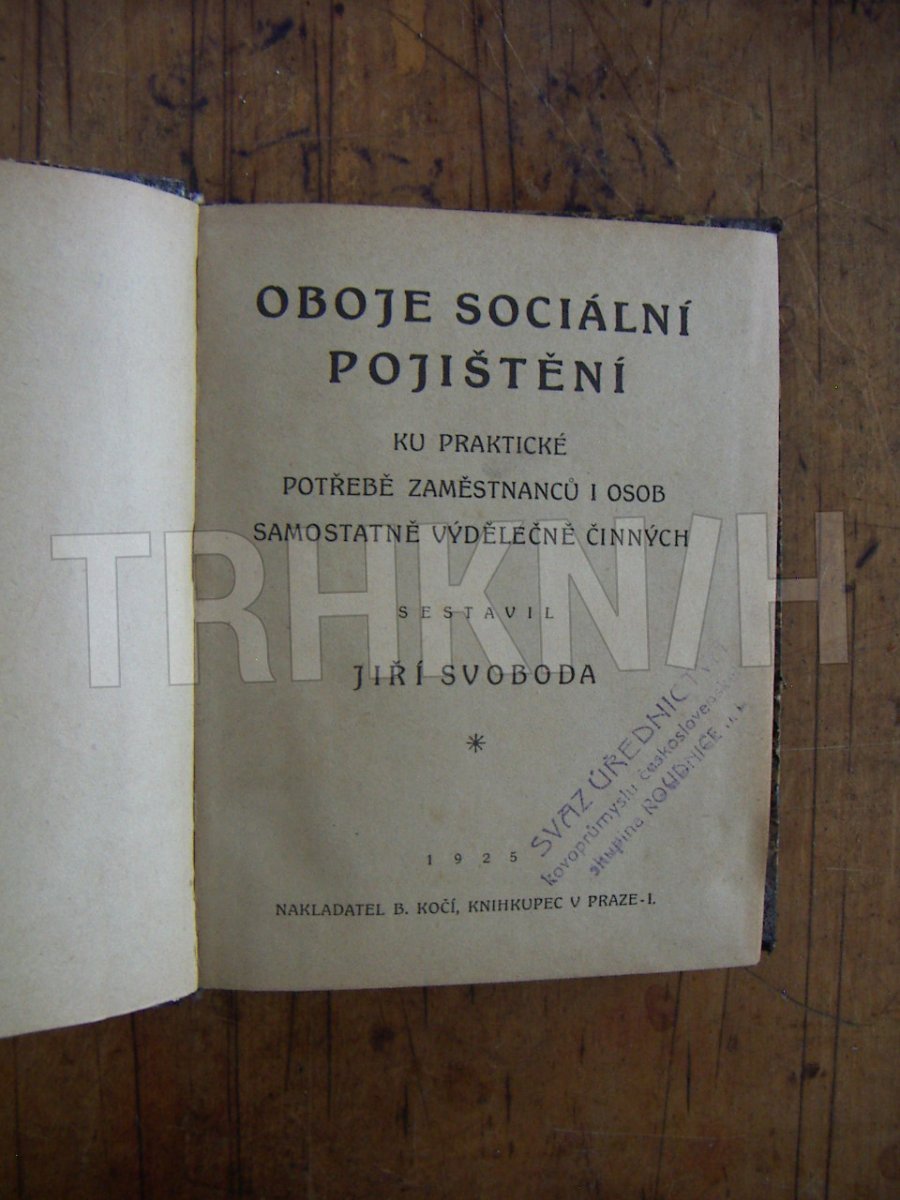 OBOJE SOCIÁLNÍ
POJIŠTĚNÍ
KU PRAKTICKÉ
POTŘEBĚ ZAMĚSTNANCŮ I OSOB
SAMOSTATNĚ VÝDĚLEČNĚ ČINNÝCH
TRHKNIH
SESTAVIL
JIŘÍ SVOBODA
SVAZ ÚŘEDNICTVA
kovoprůmyslu
skupina ROUDNICE
1925
NAKLADATEL B. KOČÍ, KNIHKUPEC V PRAZE-I.